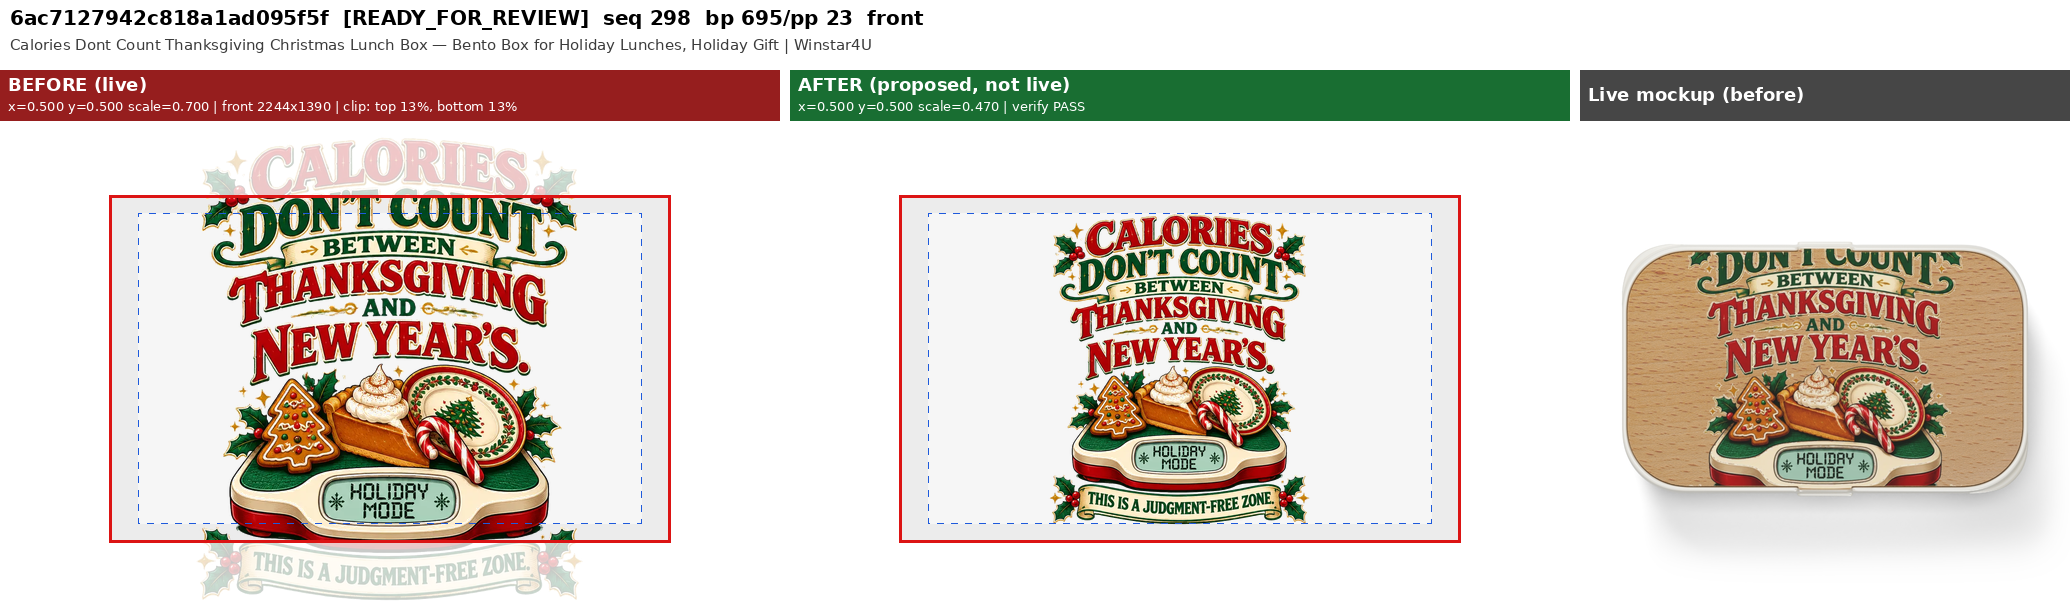 6ac7127942c818a1ad095f5f [READY_FOR_REVIEW] seq 298 bp 695/pp 23 front
Calories Dont Count Thanksgiving Christmas Lunch Box — Bento Box for Holiday Lunches, Holiday Gift | Winstar4U
BEFORE (live)
x=0.500 y=0.500 scale=0.700 | front 2244x1390 | clip: top 13%, bottom 13%
CALORIES
DON'T COUNT
BETWEEN
THANKSGIVING
AND
NEW YEAR'S.
HOLIDAY
MODE
THIS IS A JUDGMENT-FREE ZONE.
AFTER (proposed, not live)
x=0.500 y=0.500 scale=0.470 | verify PASS
CALORIES
DON'T COUNT
BETWEEN
THANKSGIVING
AND
NEW YEAR'S.
HOLIDAY
MODE
THIS IS A JUDGMENT-FREE ZONE.
Live mockup (before)
DON'T COUNT
BETWEEN
THANKSGIVING
AND
NEW YEAR'S.
HOLIDAY
MODE